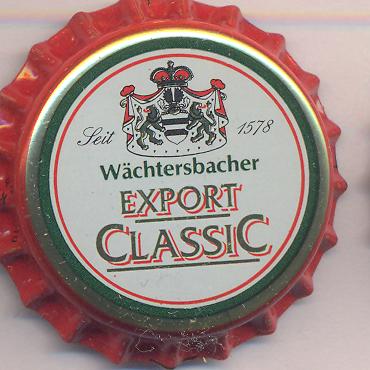 Seit 1578
Wächtersbacher
EXPORT
CLASSIC